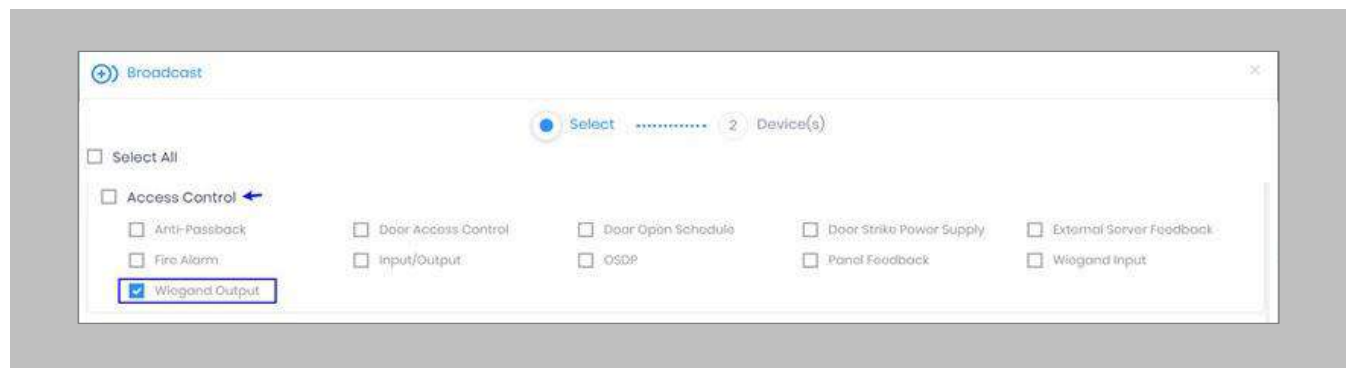 Broadcast
Select 2 Device(s)
Select All
Access Control
Anti-Passback Door Access Control Door Open Schedule Door Strike Power Supply External Server Feedback
Fire Alarm Input/Output OSDP Panel Feedback Wiegand Input
Wiegand Output